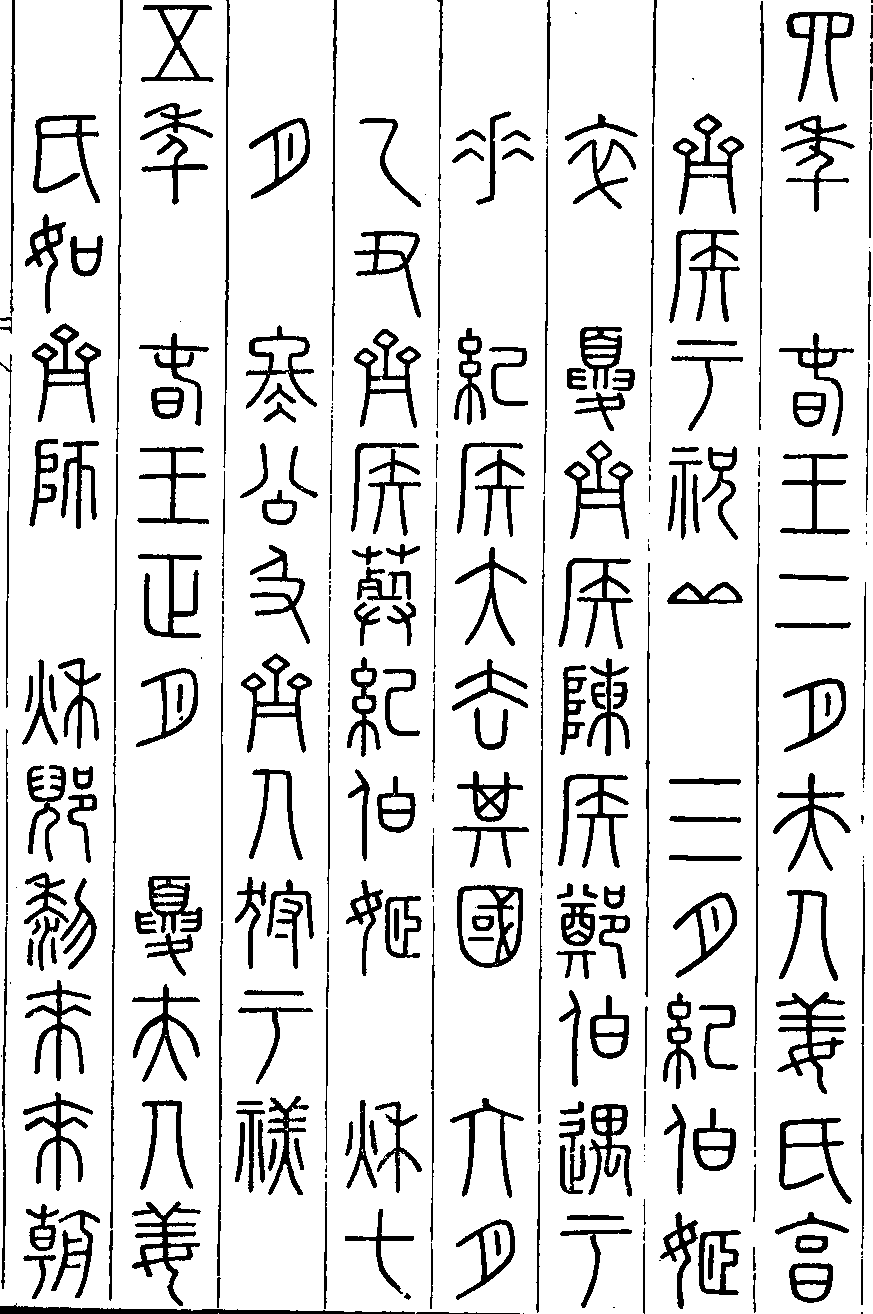 四年 春王二月夫人姜氏享
齊侯于祝丘 三月紀伯姬
卒 夏齊侯陳侯鄭伯遇于
垂 紀侯大去其國 六月
乙丑齊侯葬紀伯姬 秋七
月 冬公及齊人狩于禚
五年 春王正月 夏夫人姜
氏如齊師 秋郳黎來來朝